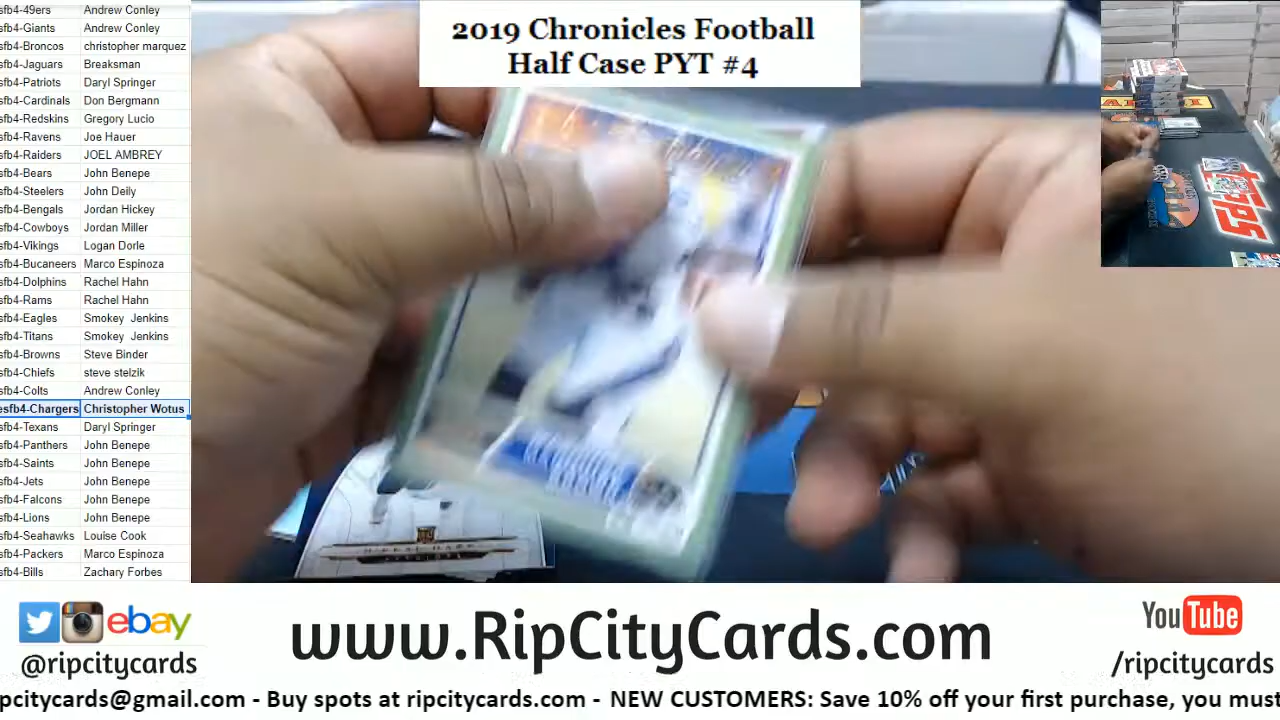 2019 Chronicles Football
Half Case PYT #4
sfb4-49ers Andrew Conley
sfb4-Giants Andrew Conley
sfb4-Broncos christopher marquez
sfb4-Jaguars Breaksman
sfb4-Patriots Daryl Springer
sfb4-Cardinals Don Bergmann
sfb4-Redskins Gregory Lucio
sfb4-Ravens Joe Hauer
sfb4-Raiders JOEL AMBREY
sfb4-Bears John Benepe
sfb4-Steelers John Deily
sfb4-Bengals Jordan Hickey
sfb4-Cowboys Jordan Miller
sfb4-Vikings Logan Dorle
sfb4-Bucaneers Marco Espinoza
sfb4-Dolphins Rachel Hahn
sfb4-Rams Rachel Hahn
sfb4-Eagles Smokey Jenkins
sfb4-Titans Smokey Jenkins
sfb4-Browns Steve Binder
sfb4-Chiefs steve stelzik
sfb4-Colts Andrew Conley
esfb4-Chargers Christopher Wotus
sfb4-Texans Daryl Springer
sfb4-Panthers John Benepe
sfb4-Saints John Benepe
sfb4-Jets John Benepe
sfb4-Falcons John Benepe
sfb4-Lions John Benepe
sfb4-Seahawks Louise Cook
sfb4-Packers Marco Espinoza
sfb4-Bills Zachary Forbes
topps
ebay
@ripcitycards
www.RipCityCards.com
YouTube
/ripcitycards
pcitycards@gmail.com - Buy spots at ripcitycards.com - NEW CUSTOMERS: Save 10% off your first purchase, you must